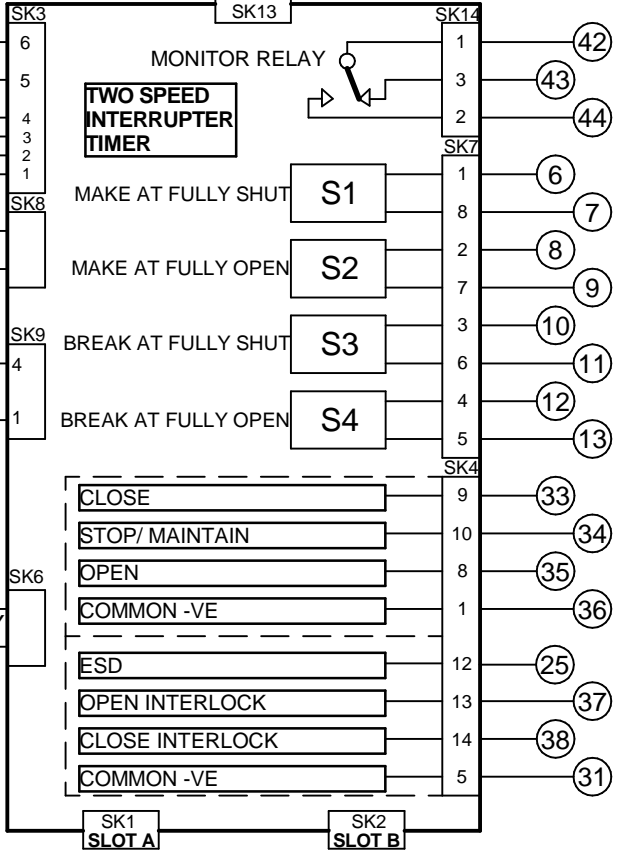 SK3
SK13
SK14
6
5
4
3
2
1
MONITOR RELAY
TWO SPEED
INTERRUPTER
TIMER
1
42
3
43
2
44
SK7
SK8
MAKE AT FULLY SHUT
S1
1
6
8
7
MAKE AT FULLY OPEN
S2
2
8
7
9
SK9
4
1
BREAK AT FULLY SHUT
S3
3
10
6
11
BREAK AT FULLY OPEN
S4
4
12
5
13
SK4
CLOSE
9
33
STOP/ MAINTAIN
10
34
SK6
OPEN
8
35
COMMON -VE
1
36
ESD
12
25
OPEN INTERLOCK
13
37
CLOSE INTERLOCK
14
38
COMMON -VE
5
31
SK1
SLOT A
SK2
SLOT B